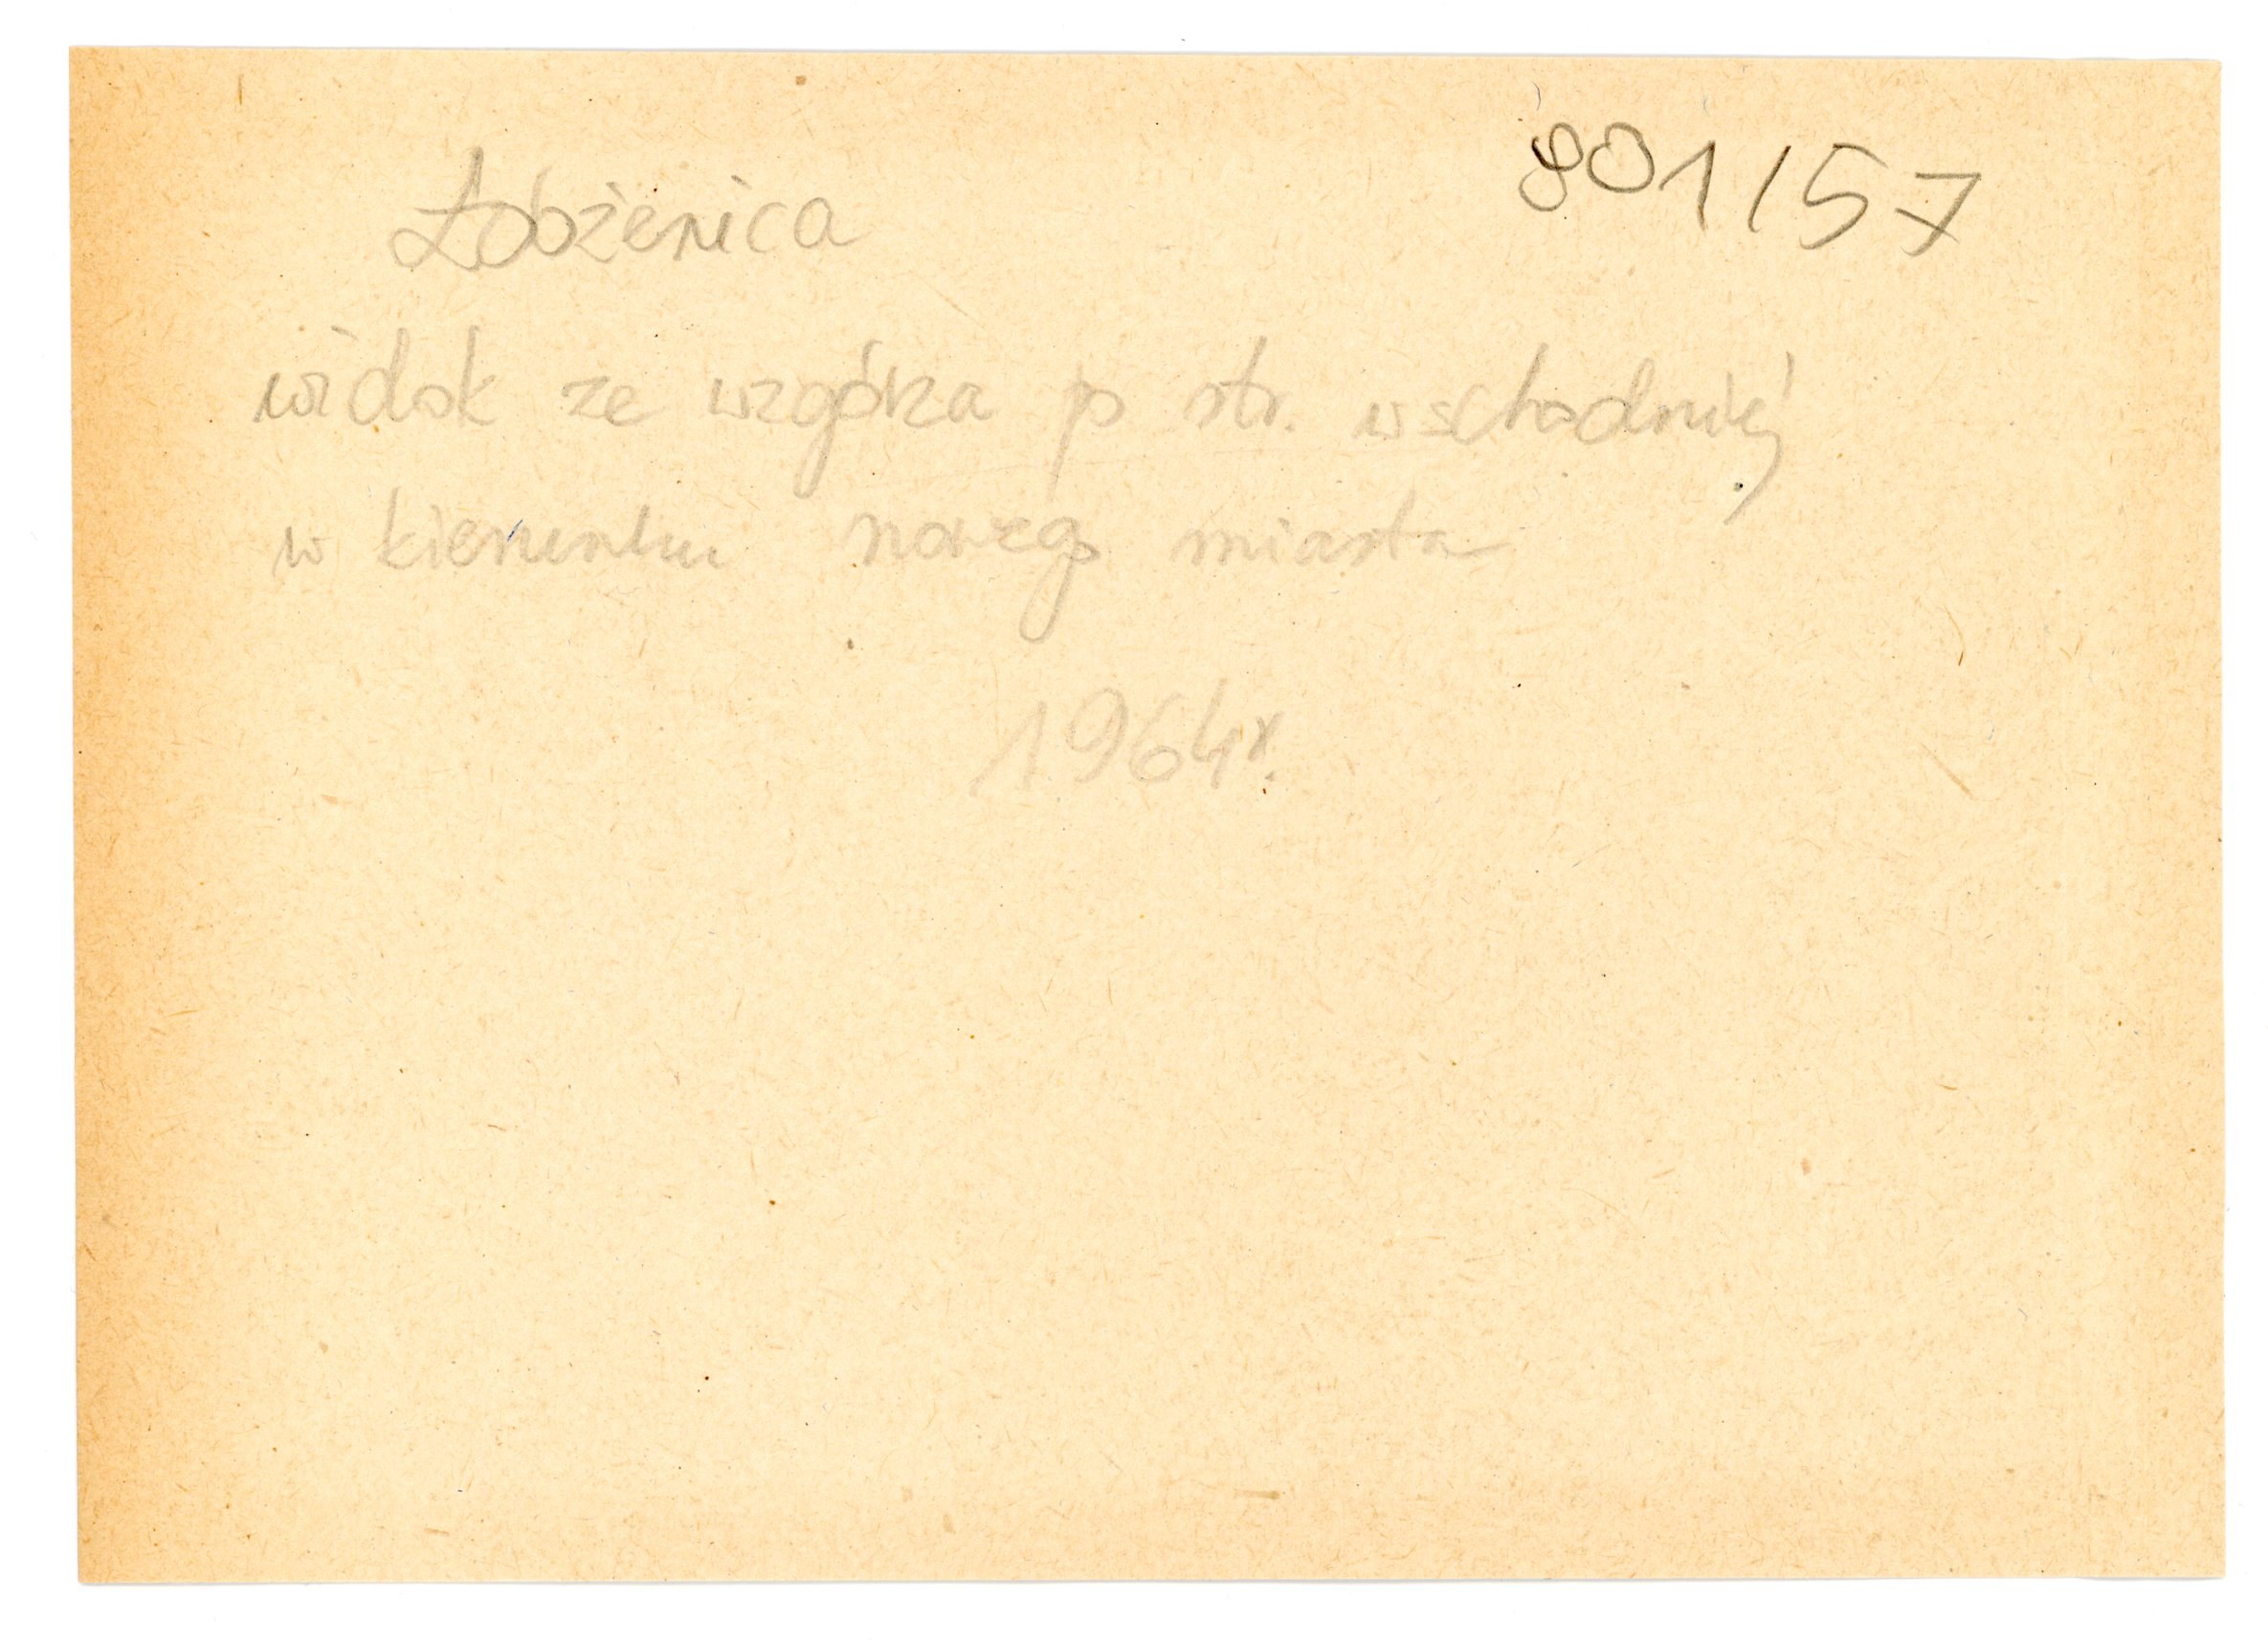 801/57
Łobżenica
widok ze wzgórza p str. wschodniej
w kierunku nowego miasta
1964r.